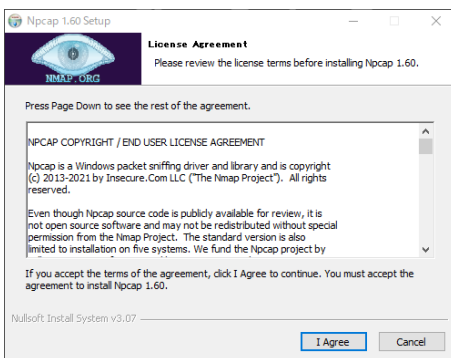 Npcap 1.60 Setup
License Agreement
Please review the license terms before installing Npcap 1.60.
NMAP.ORG
Press Page Down to see the rest of the agreement.
NPCAP COPYRIGHT / END USER LICENSE AGREEMENT
Npcap is a Windows packet sniffing driver and library and is copyright
(c) 2013-2021 by Insecure.Com LLC ("The Nmap Project").  All rights
reserved.
Even though Npcap source code is publicly available for review, it is
not open source software and may not be redistributed without special
permission from the Nmap Project.  The standard version is also
limited to installation on five systems. We fund the Npcap project by
If you accept the terms of the agreement, click I Agree to continue. You must accept the
agreement to install Npcap 1.60.
Nullsoft Install System v3.07
I Agree
Cancel